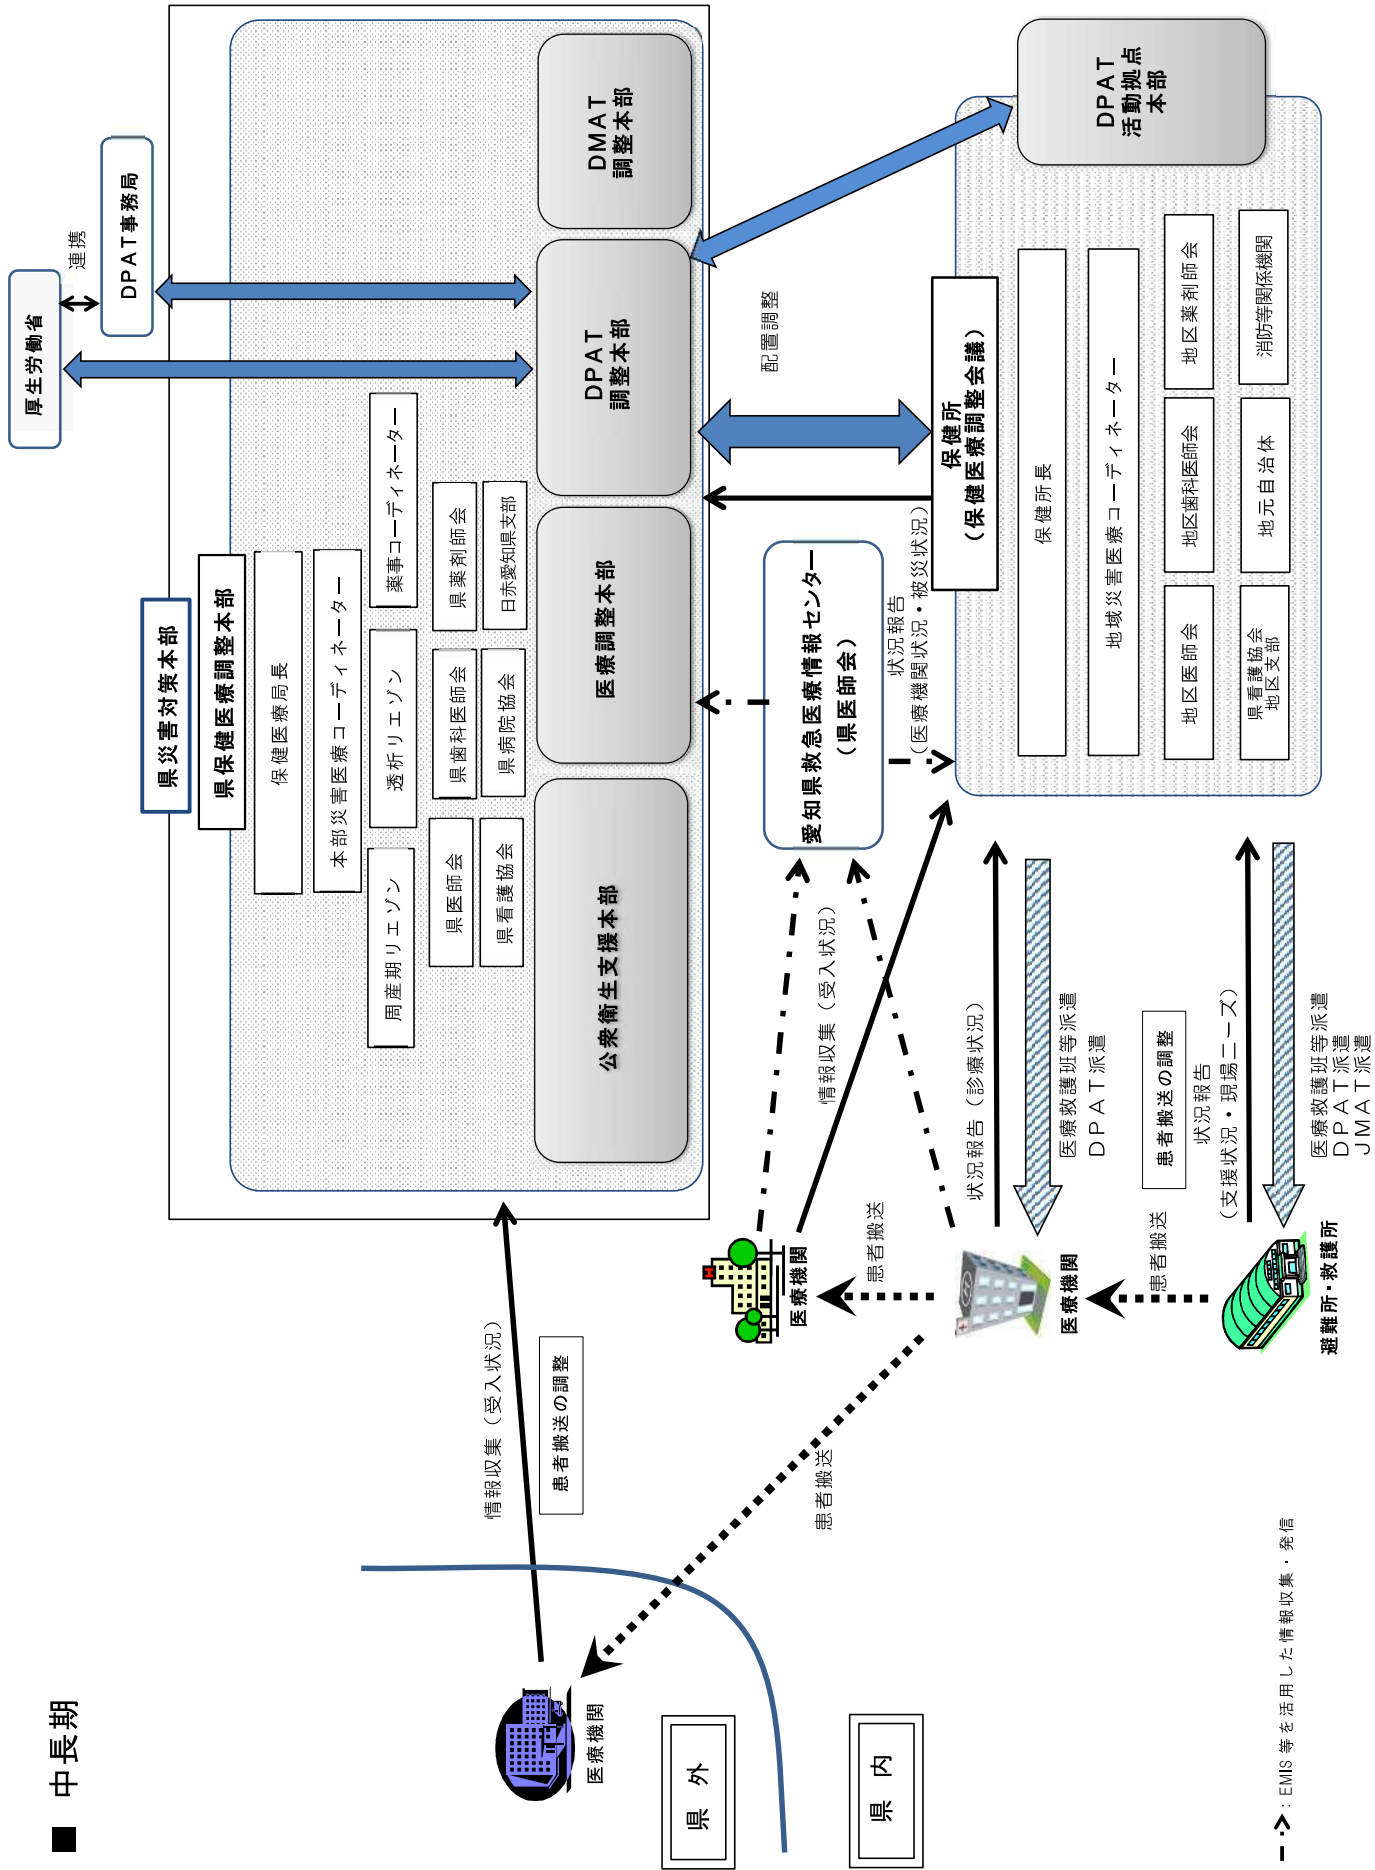 ■ 中長期
厚生労働省
連携
DPAT事務局
県災害対策本部
県保健医療調整本部
保健医療局長
本部災害医療コーディネーター
周産期リエゾン
透析リエゾン
薬事コーディネーター
県医師会
県歯科医師会
県薬剤師会
県看護協会
県病院協会
日赤愛知県支部
公衆衛生支援本部
医療調整本部
DPAT
調整本部
DMAT
調整本部
情報収集（受入状況）
患者搬送の調整
医療機関
県　外
県　内
患者搬送
配置調整
愛知県救急医療情報センター
（県医師会）
状況報告
（医療機関状況・被災状況）
情報収集（受入状況）
医療機関
患者搬送
保健所
（保健医療調整会議）
保健所長
地域災害医療コーディネーター
地区医師会
地区歯科医師会
地区薬剤師会
県看護協会
地区支部
地元自治体
消防等関係機関
DPAT
活動拠点
本部
状況報告（診療状況）
医療救護班等派遣
ＤＰＡＴ派遣
医療機関
患者搬送の調整
患者搬送
状況報告
（支援状況・現場ニーズ）
医療救護班等派遣
ＤＰＡＴ派遣
ＪＭＡＴ派遣
避難所・救護所
：EMIS等を活用した情報収集・発信